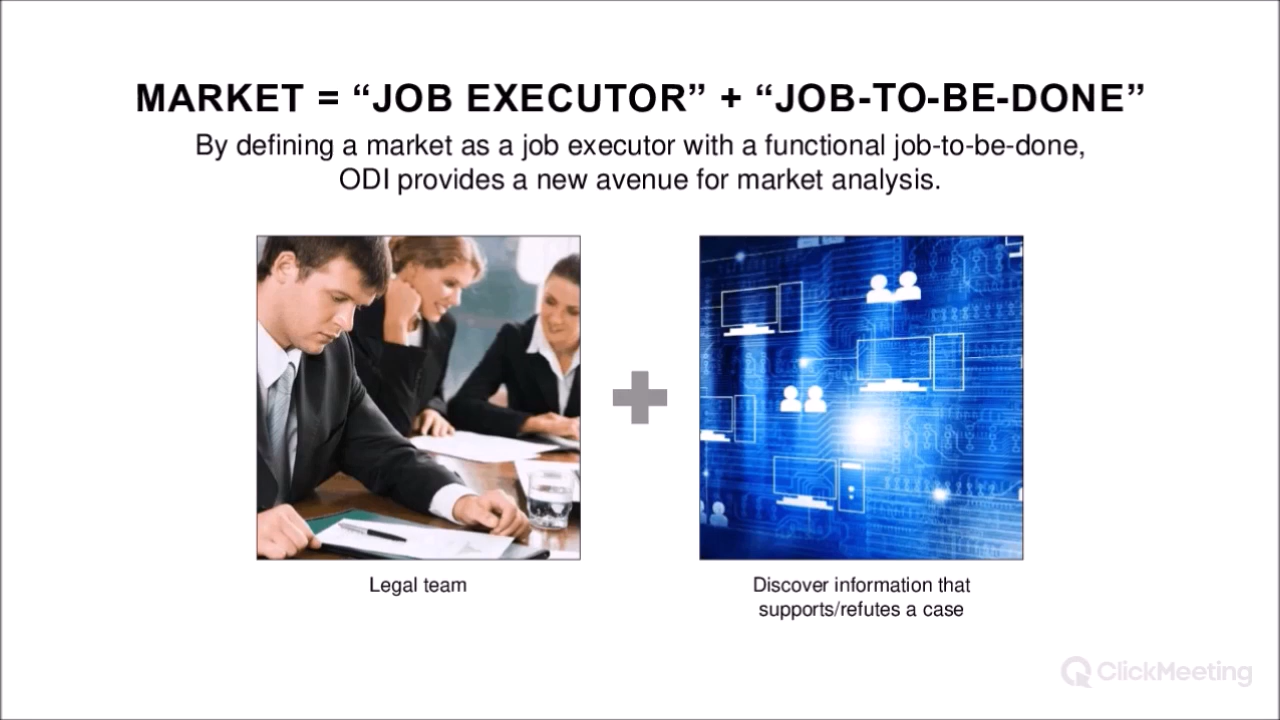 MARKET = “JOB EXECUTOR” + “JOB-TO-BE-DONE”
By defining a market as a job executor with a functional job-to-be-done,
ODI provides a new avenue for market analysis.
Legal team
Discover information that
supports/refutes a case
ClickMeeting